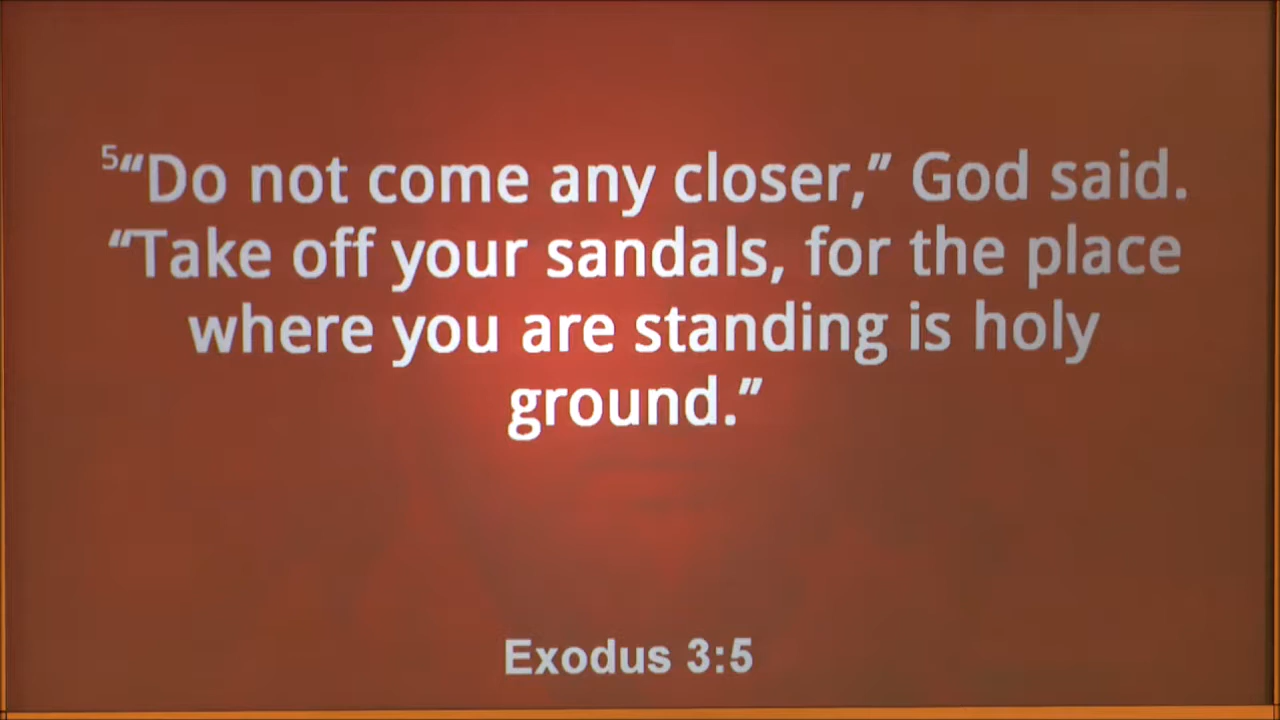 ⁵“Do not come any closer,” God said.
“Take off your sandals, for the place
where you are standing is holy
ground.”
Exodus 3:5